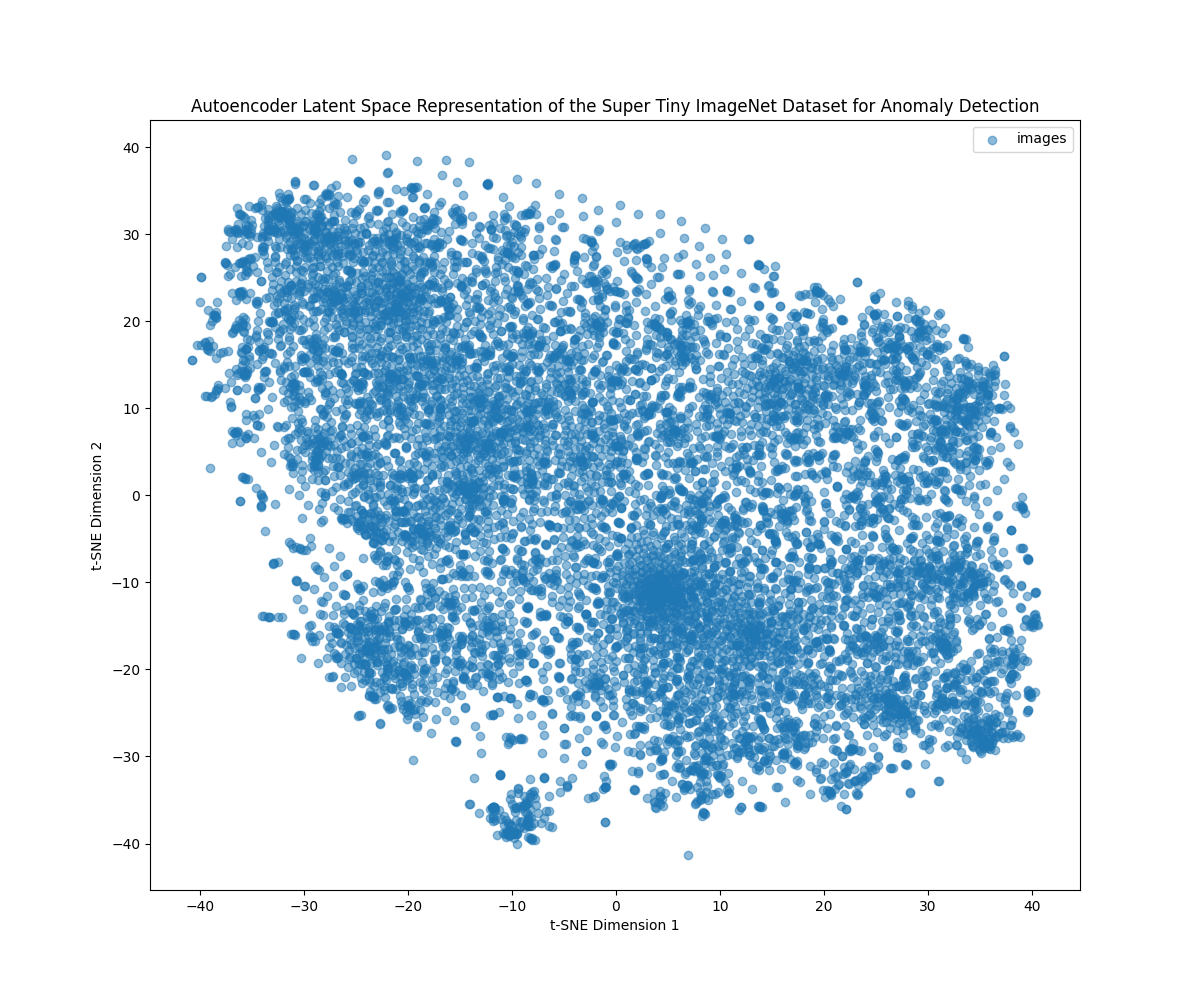 Autoencoder Latent Space Representation of the Super Tiny ImageNet Dataset for Anomaly Detection
images
40
30
20
10
0
−10
−20
−30
−40
t-SNE Dimension 2
−40 −30 −20 −10 0 10 20 30 40
t-SNE Dimension 1